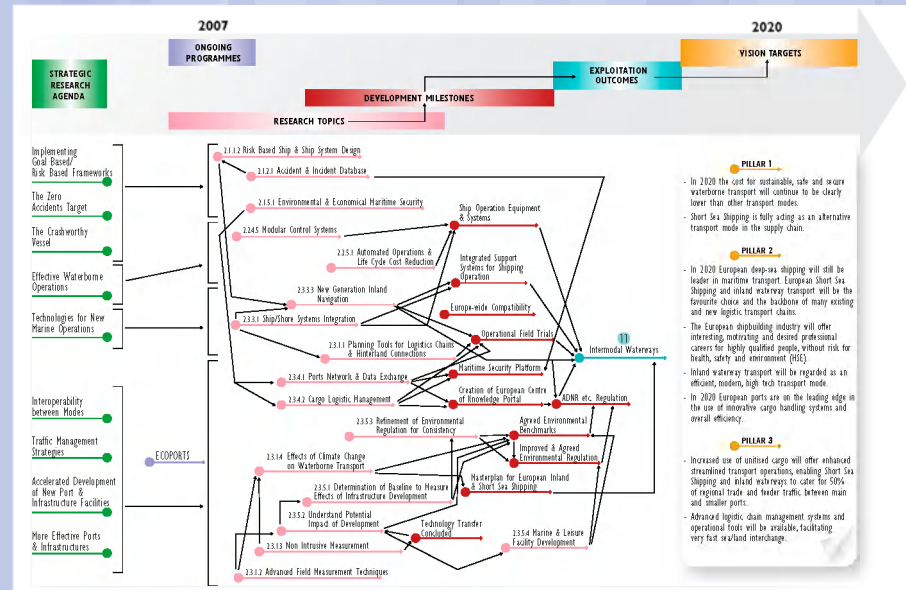 2007
2020
ONGOING
PROGRAMMES
VISION TARGETS
STRATEGIC
RESEARCH
AGENDA
EXPLOITATION
OUTCOMES
DEVELOPMENT MILESTONES
RESEARCH TOPICS
Implementing
Goal Based/
Risk Based Frameworks
The Zero
Accidents Target
The Crashworthy
Vessel
Effective Waterborne
Operations
Technologies for New
Marine Operations
Interoperability
between Modes
Traffic Management
Strategies
Accelerated Development
of New Port &
Infrastructure Facilities
More Effective Ports
& Infrastructures
ECOPORTS
2.1.1.2 Risk Based Ship & Ship System Design
2.1.2.1 Accident & Incident Database
2.1.5.1 Environmental & Economical Maritime Security
2.2.4.5 Modular Control Systems
2.2.5.1 Automated Operations &
Life Cycle Cost Reduction
2.3.3.3 New Generation Inland
Navigation
2.3.3.1 Ship/Shore Systems Integration
2.3.1.1 Planning Tools for Logistics Chains
& Hinterland Connections
2.3.4.1 Ports Network & Data Exchange
2.3.4.2 Cargo Logistic Management
2.3.5.3 Refinement of Environmental
Regulation for Consistency
2.3.1.4 Effects of Climate Change
on Waterborne Transport
2.3.5.1 Determination of Baseline to Measure
Effects of Infrastructure Development
2.3.5.2 Understand Potential
Impact of Development
2.3.1.3 Non Intrusive Measurement
2.3.1.2 Advanced Field Measurement Techniques
Ship Operation Equipment
& Systems
Integrated Support
Systems for Shipping
Operation
Europe-wide Compatibility
Operational Field Trials
Maritime Security Platform
Creation of European Centre
of Knowledge Portal
ADNR etc. Regulation
Agreed Environmental
Benchmarks
Improved & Agreed
Environmental Regulation
Masterplan for European Inland
& Short Sea Shipping
Technology Transfer
Concluded
2.3.5.4 Marine & Leisure
Facility Development
11
Intermodal Waterways
PILLAR 1
- In 2020 the cost for sustainable, safe and secure
waterborne transport will continue to be clearly
lower than other transport modes.
- Short Sea Shipping is fully acting as an alternative
transport mode in the supply chain.
PILLAR 2
- In 2020 European deep-sea shipping will still be
leader in maritime transport. European Short Sea
Shipping and inland waterway transport will be the
favourite choice and the backbone of many existing
and new logistic transport chains.
- The European shipbuilding industry will offer
interesting, motivating and desired professional
careers for highly qualified people, without risk for
health, safety and environment (HSE).
- Inland waterway transport will be regarded as an
efficient, modern, high tech transport mode.
- In 2020 European ports are on the leading edge in
the use of innovative cargo handling systems and
overall efficiency.
PILLAR 3
- Increased use of unitised cargo will offer enhanced
streamlined transport operations, enabling Short Sea
Shipping and inland waterways to cater for 50%
of regional trade and feeder traffic between main
and smaller ports.
- Advanced logistic chain management systems and
operational tools will be available, facilitating
very fast sea/land interchange.